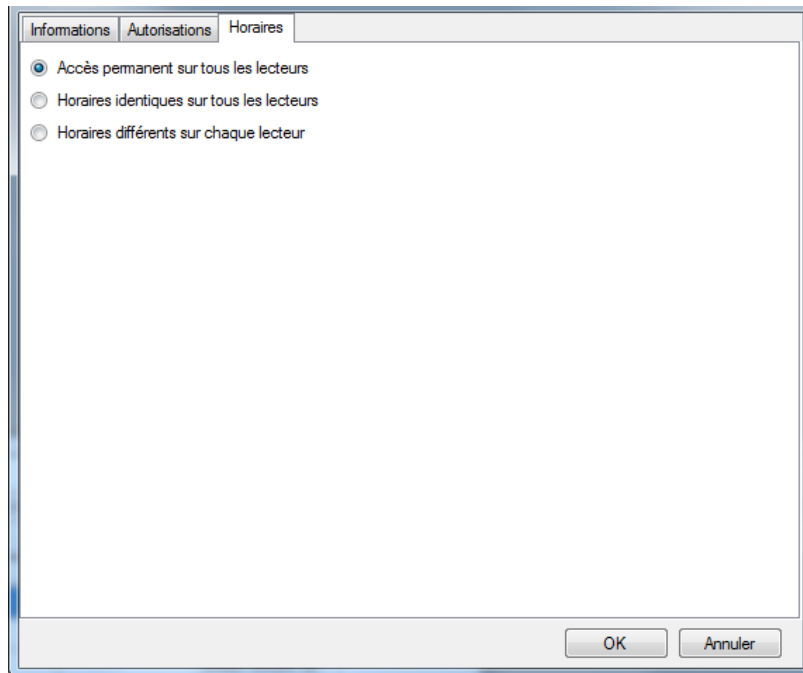 Informations Autorisations Horaires
Accès permanent sur tous les lecteurs
Horaires identiques sur tous les lecteurs
Horaires différents sur chaque lecteur
OK Annuler